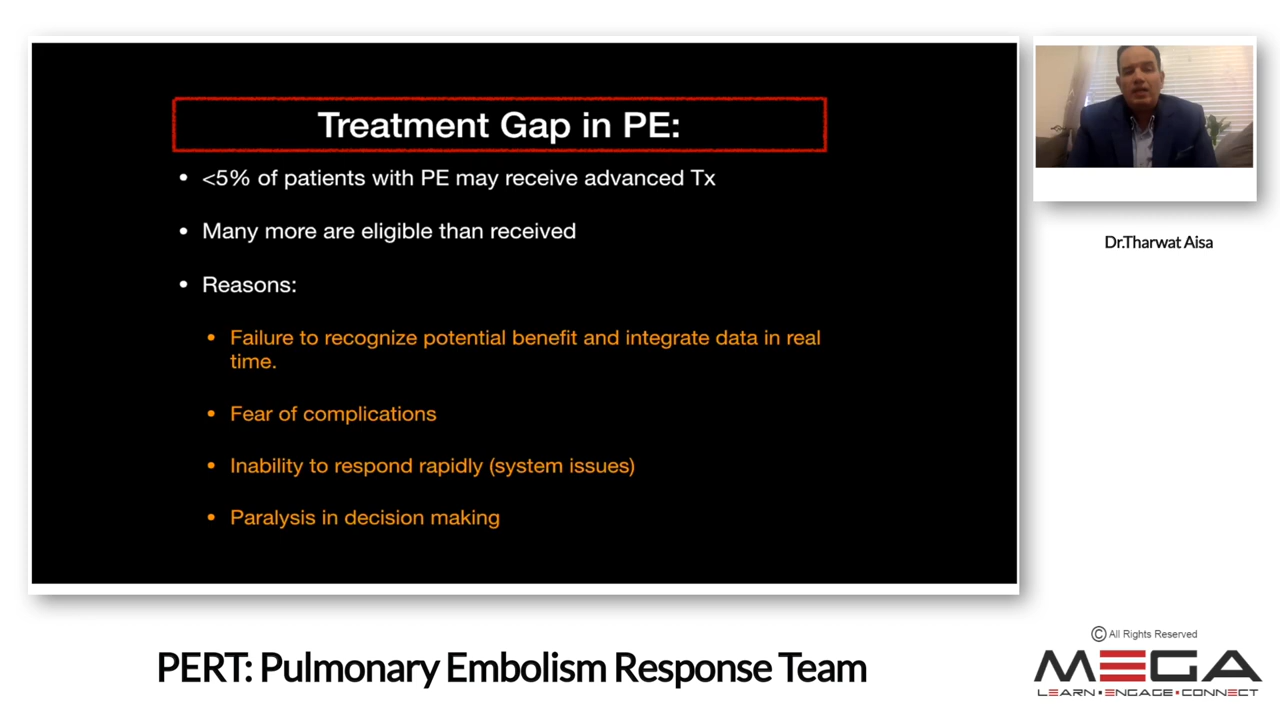 Treatment Gap in PE:
• <5% of patients with PE may receive advanced Tx
• Many more are eligible than received
• Reasons:
• Failure to recognize potential benefit and integrate data in real
time.
• Fear of complications
• Inability to respond rapidly (system issues)
• Paralysis in decision making
Dr.Tharwat Aisa
PERT: Pulmonary Embolism Response Team
© All Rights Reserved
MEGA
LEARN•ENGAGE•CONNECT